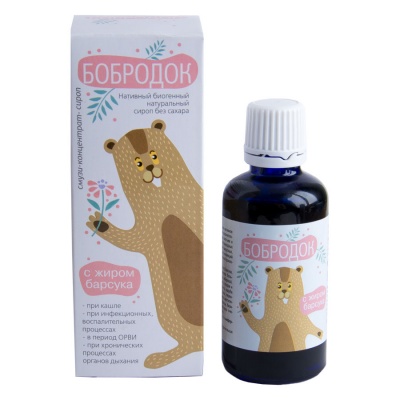 БОБРОДОК
Нативный биогенный
натуральный
сироп без сахара
смузи-концентрат-сироп
с жиром
барсука
- при кашле
- при инфекционных,
воспалительных
процессах
- в период ОРВИ
- при хронических
процессах
органов дыхания
БОБРОДОК
с жиром
барсука